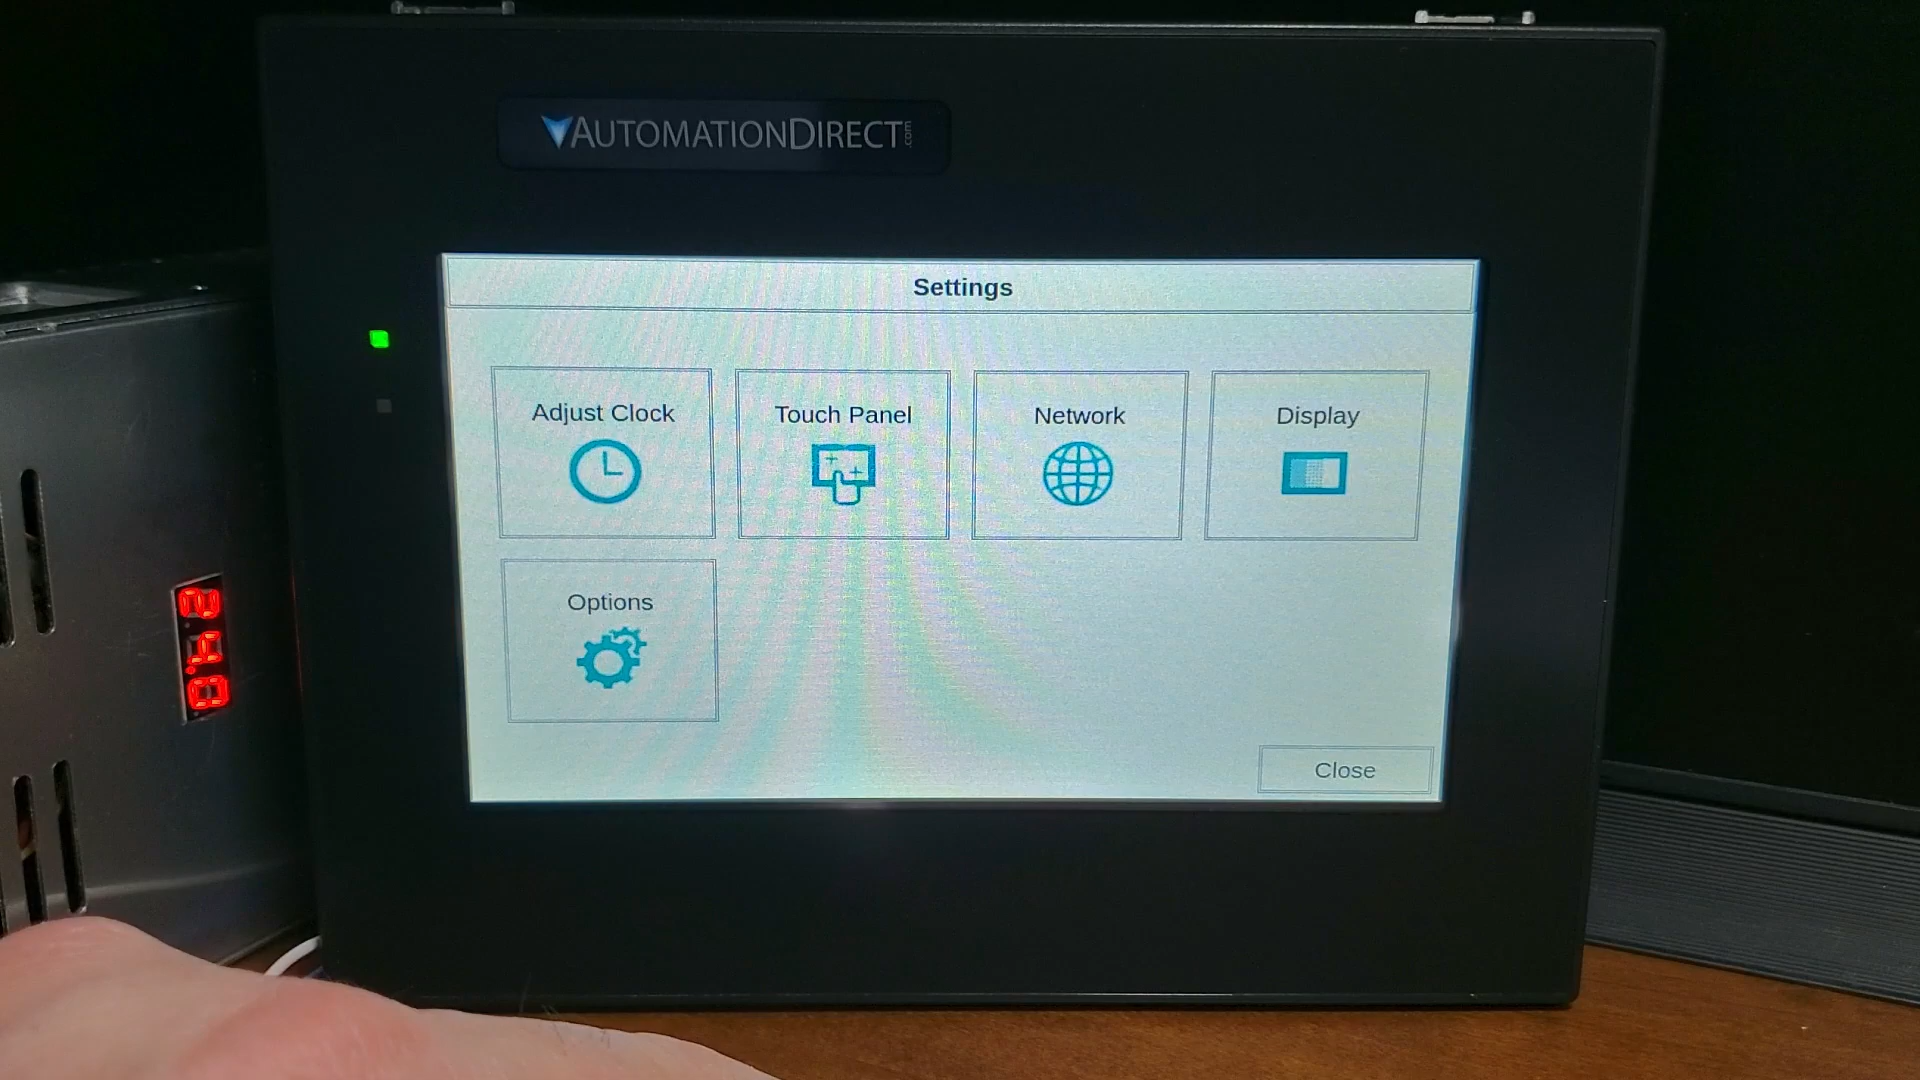 AUTOMATIONDIRECT.com
Settings
Adjust Clock
Touch Panel
Network
Display
Options
Close